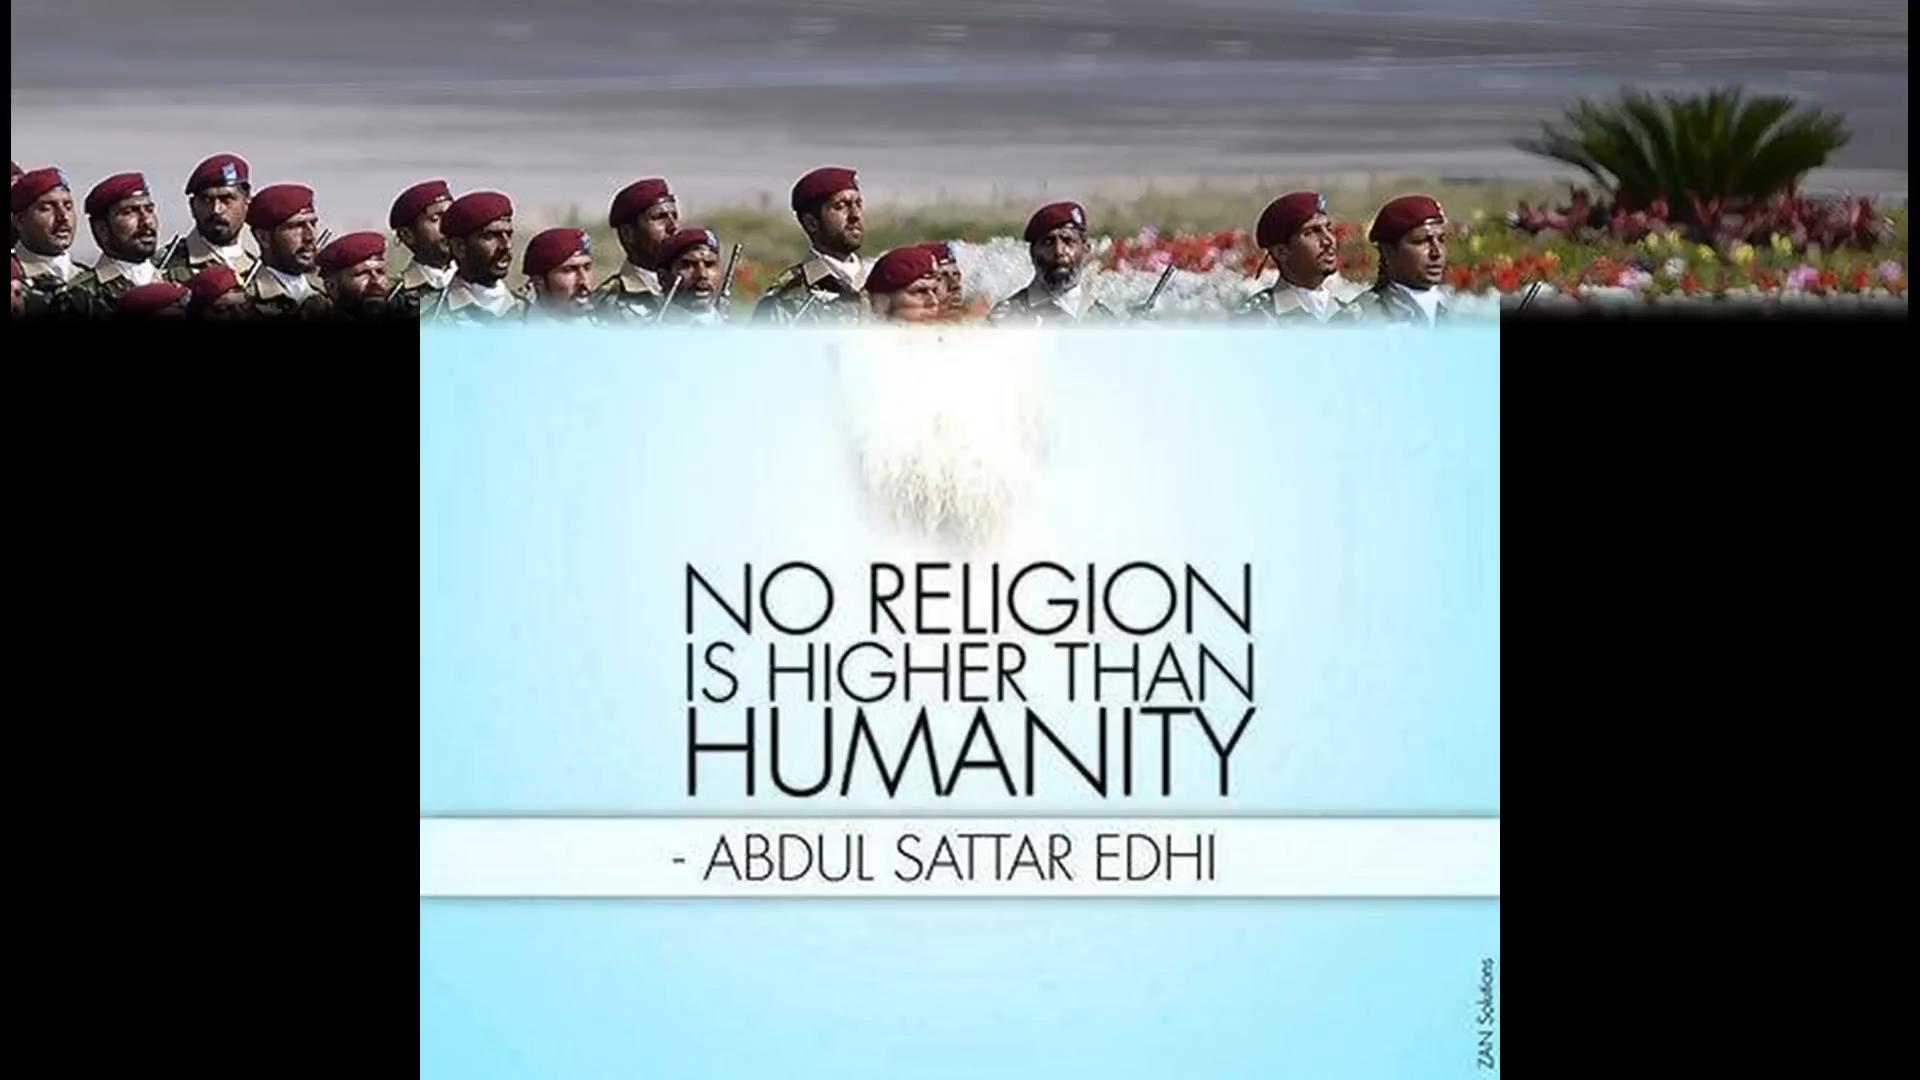 NO RELIGION
IS HIGHER THAN
HUMANITY
- ABDUL SATTAR EDHI
ZAN Solutions